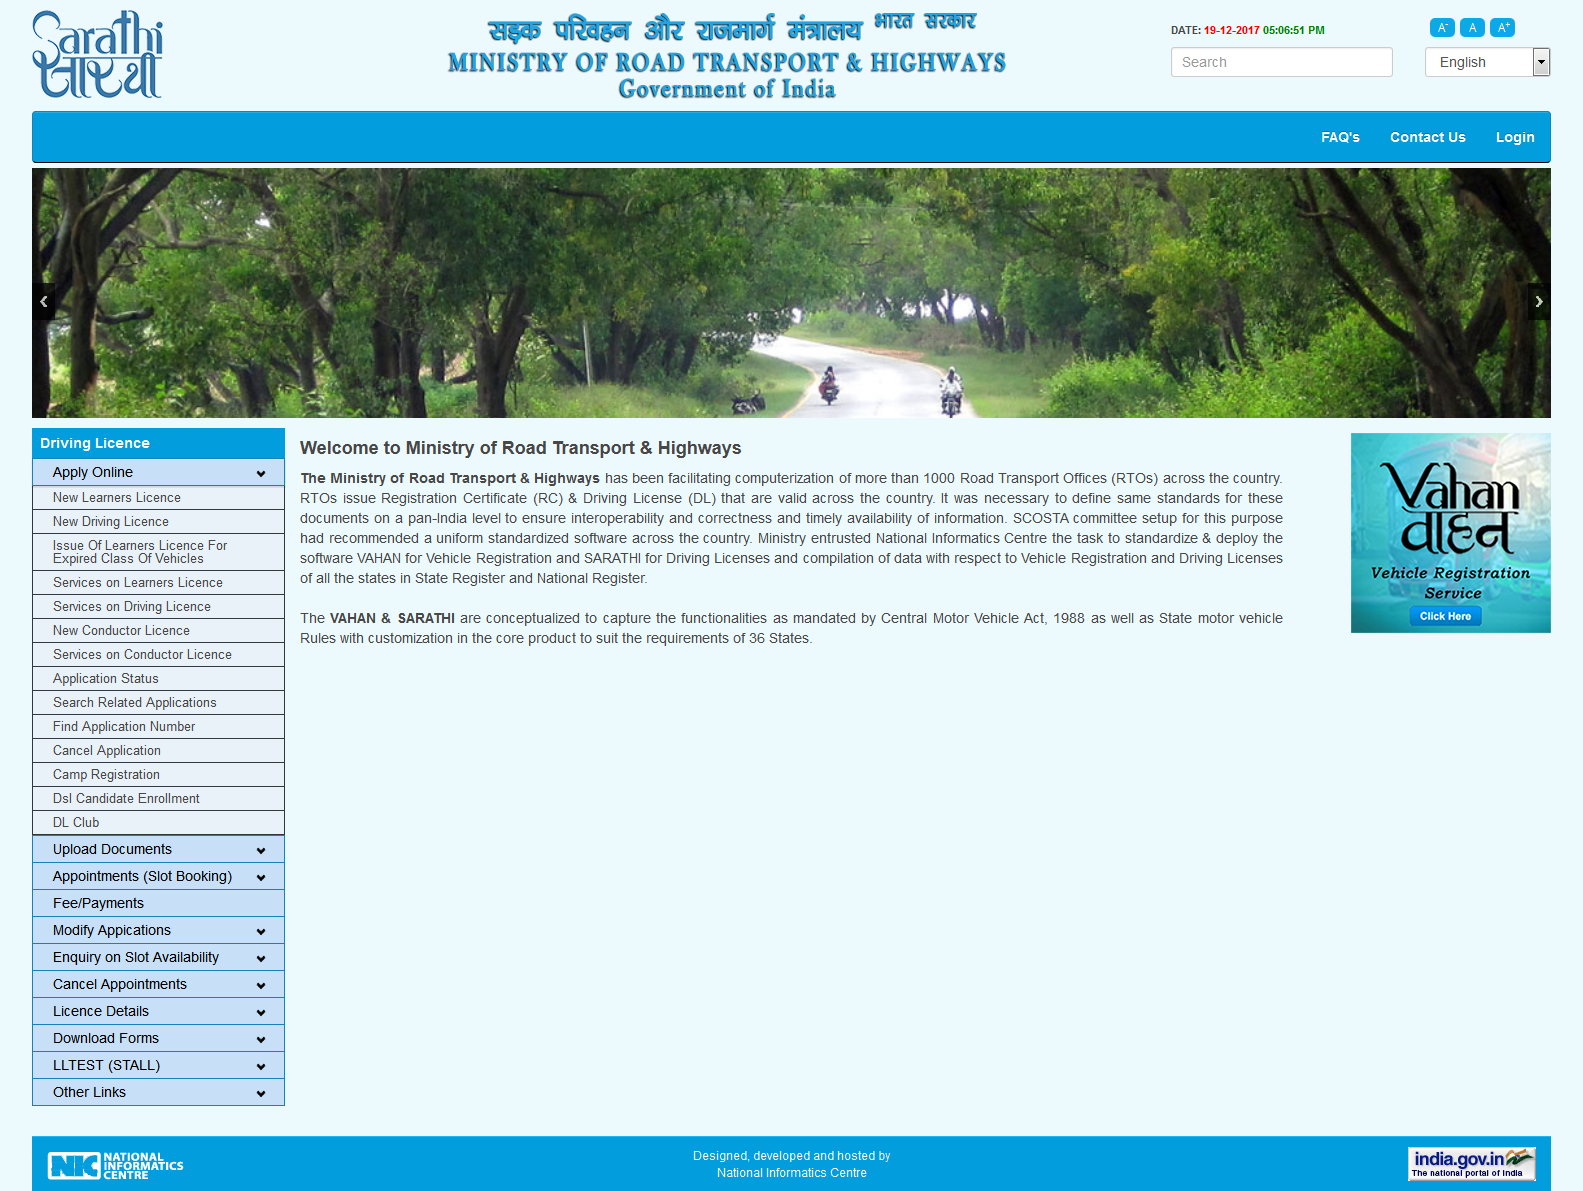 Sarathi
सारथी
सड़क परिवहन और राजमार्ग मंत्रालय भारत सरकार
MINISTRY OF ROAD TRANSPORT & HIGHWAYS
Government of India
DATE: 19-12-2017 05:06:51 PM
A- A A+
Search
English
FAQ's Contact Us Login
Driving Licence
Apply Online
New Learners Licence
New Driving Licence
Issue Of Learners Licence For
Expired Class Of Vehicles
Services on Learners Licence
Services on Driving Licence
New Conductor Licence
Services on Conductor Licence
Application Status
Search Related Applications
Find Application Number
Cancel Application
Camp Registration
Dsl Candidate Enrollment
DL Club
Upload Documents
Appointments (Slot Booking)
Fee/Payments
Modify Appications
Enquiry on Slot Availability
Cancel Appointments
Licence Details
Download Forms
LLTEST (STALL)
Other Links
Welcome to Ministry of Road Transport & Highways
The Ministry of Road Transport & Highways has been facilitating computerization of more than 1000 Road Transport Offices (RTOs) across the country.
RTOs issue Registration Certificate (RC) & Driving License (DL) that are valid across the country. It was necessary to define same standards for these
documents on a pan-India level to ensure interoperability and correctness and timely availability of information. SCOSTA committee setup for this purpose
had recommended a uniform standardized software across the country. Ministry entrusted National Informatics Centre the task to standardize & deploy the
software VAHAN for Vehicle Registration and SARATHI for Driving Licenses and compilation of data with respect to Vehicle Registration and Driving Licenses
of all the states in State Register and National Register.
The VAHAN & SARATHI are conceptualized to capture the functionalities as mandated by Central Motor Vehicle Act, 1988 as well as State motor vehicle
Rules with customization in the core product to suit the requirements of 36 States.
Vahan
वाहन
Vehicle Registration
Service
Click Here
NIC NATIONAL
INFORMATICS
CENTRE
Designed, developed and hosted by
National Informatics Centre
india.gov.in
The national portal of India